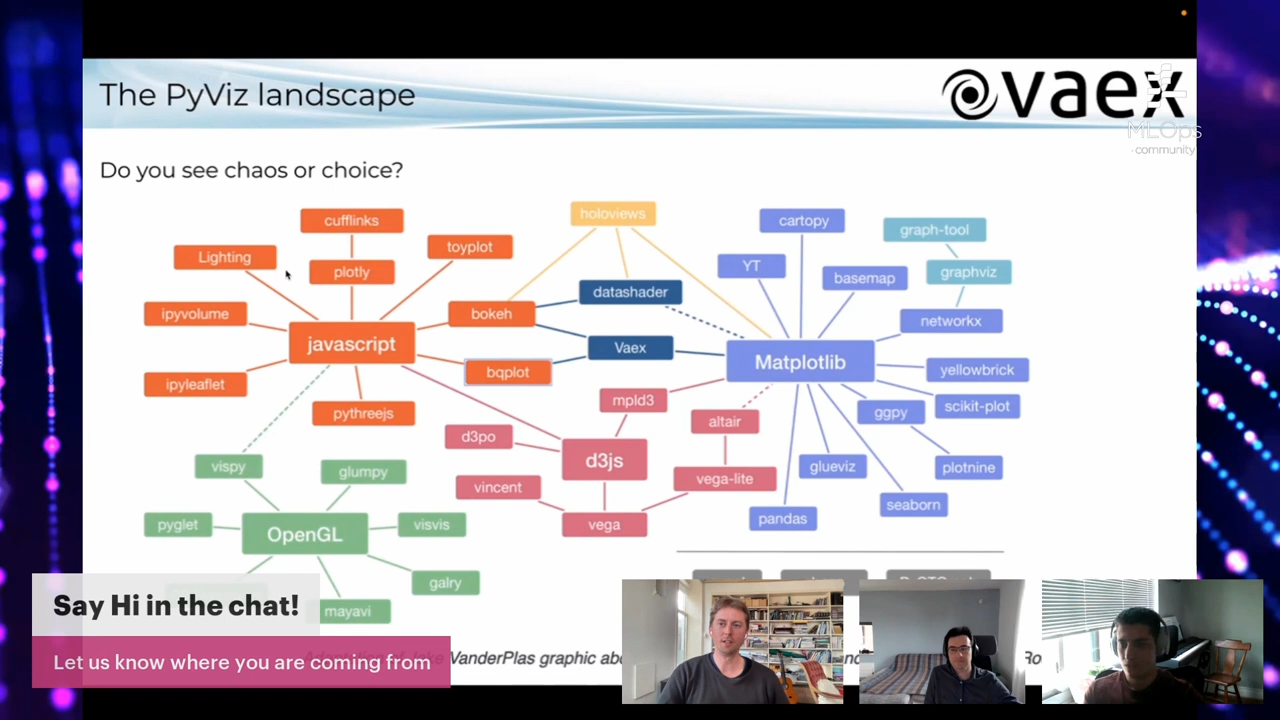 The PyViz landscape
vaex
MLOps
community
Do you see chaos or choice?
cufflinks
holoviews
cartopy
graph-tool
Lighting
toyplot
plotly
YT
basemap
graphviz
ipyvolume
bokeh
datashader
networkx
javascript
Vaex
Matplotlib
ipyleaflet
bqplot
yellowbrick
pythreejs
mpld3
altair
ggpy
scikit-plot
d3po
d3js
vispy
glumpy
glueviz
plotnine
vincent
vega-lite
seaborn
pyglet
OpenGL
visvis
vega
pandas
galry
mayavi
Say Hi in the chat!
Let us know where you are coming from
VanderPlas graphic